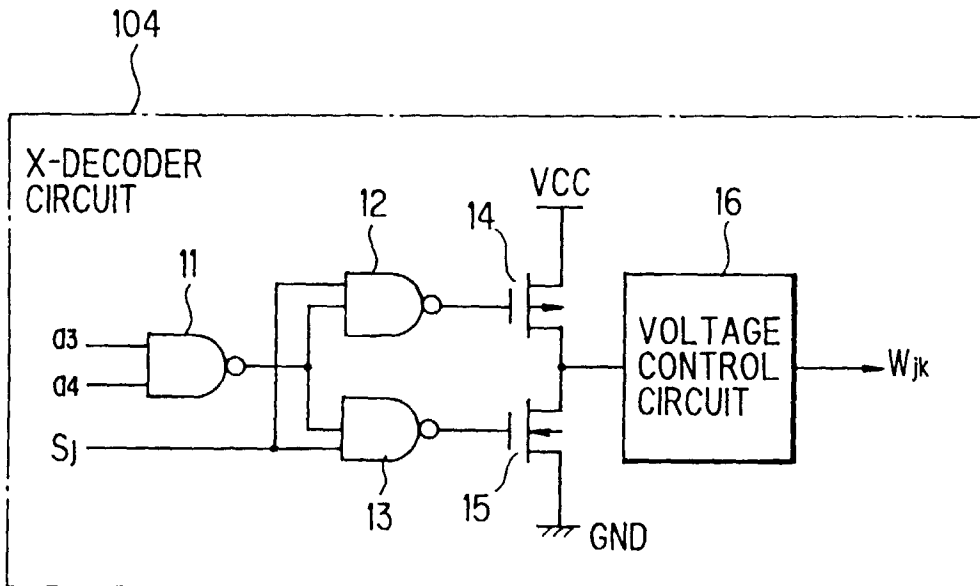 104
X-DECODER
CIRCUIT
VCC
12
14
16
11
a3
a4
VOLTAGE
CONTROL
CIRCUIT
Wjk
Sj
13
15
GND